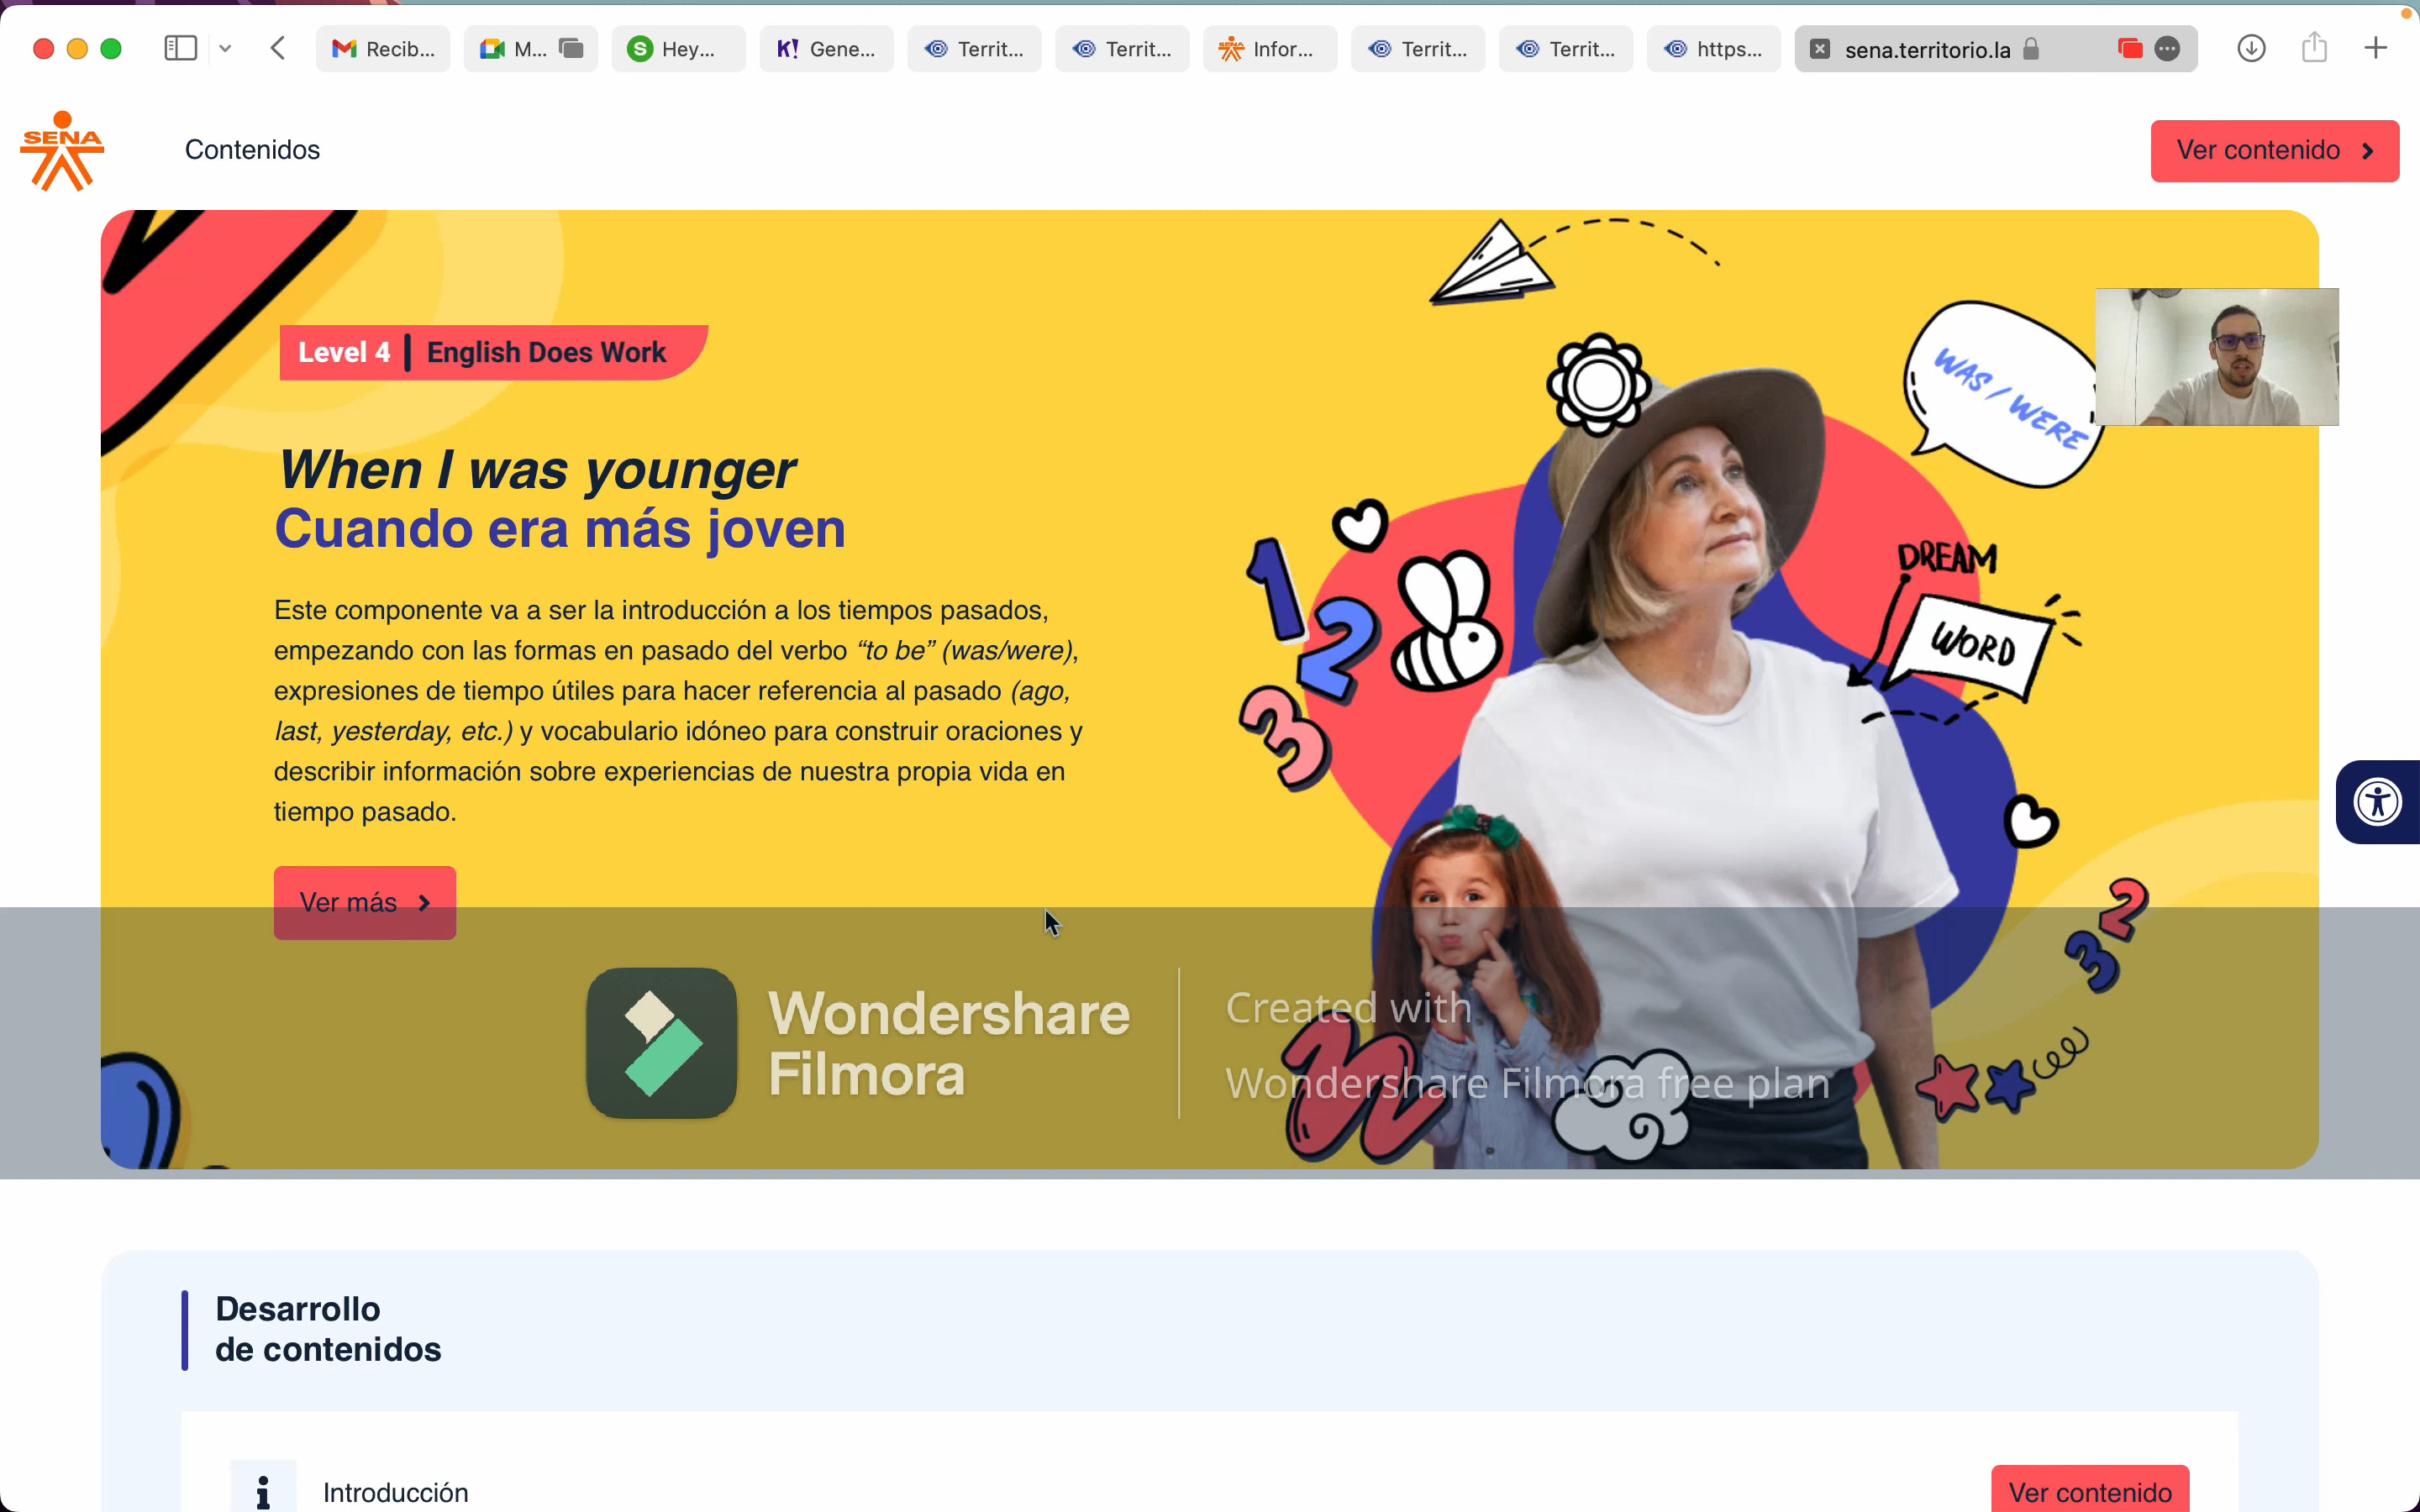 Recib...
M...
Hey...
K! Gene...
Territ...
Territ...
Infor...
Territ...
Territ...
https...
sena.territorio.la
SENA
Contenidos
Ver contenido
Level 4 | English Does Work
When I was younger
Cuando era más joven
Este componente va a ser la introducción a los tiempos pasados,
empezando con las formas en pasado del verbo “to be” (was/were),
expresiones de tiempo útiles para hacer referencia al pasado (ago,
last, yesterday, etc.) y vocabulario idóneo para construir oraciones y
describir información sobre experiencias de nuestra propia vida en
tiempo pasado.
Ver más
WAS / WERE
DREAM
WORD
1
2
3
2
3
Wondershare
Filmora
Created with
Wondershare Filmora free plan
Desarrollo
de contenidos
Introducción
Ver contenido